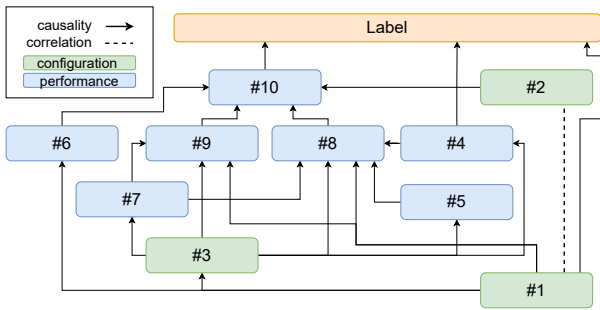 causality
correlation
configuration
performance
Label
#10
#2
#6
#9
#8
#4
#7
#5
#3
#1